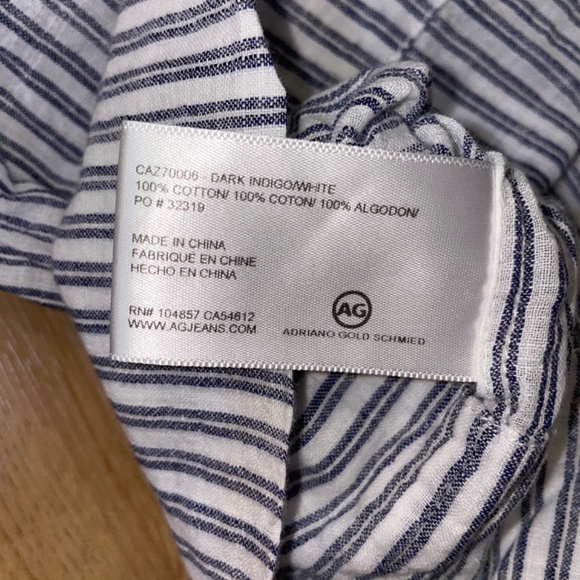 CAZ70006 - DARK INDIGO/WHITE
100% COTTON/ 100% COTON/ 100% ALGODON/
PO # 32319
MADE IN CHINA
FABRIQUÉ EN CHINE
HECHO EN CHINA
RN# 104857 CA54612
WWW.AGJEANS.COM
AG
ADRIANO GOLD SCHMIED